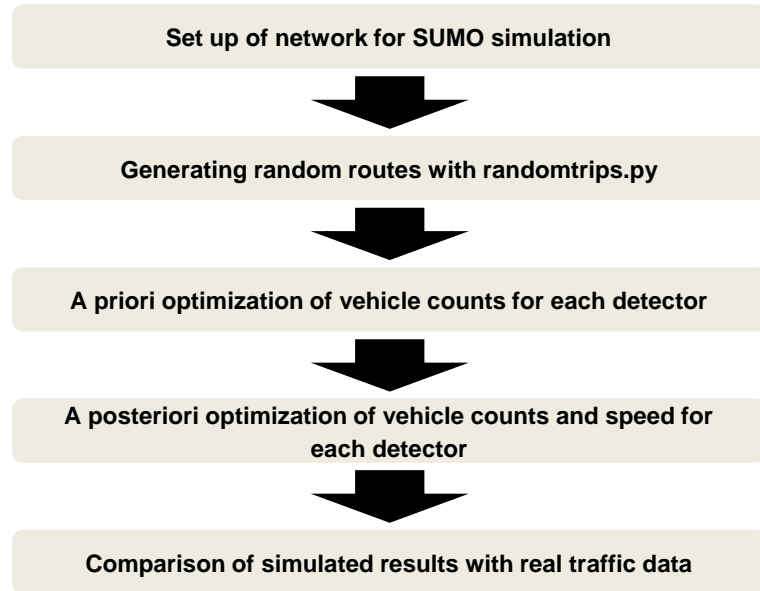 Set up of network for SUMO simulation
Generating random routes with randomtrips.py
A priori optimization of vehicle counts for each detector
A posteriori optimization of vehicle counts and speed for
each detector
Comparison of simulated results with real traffic data